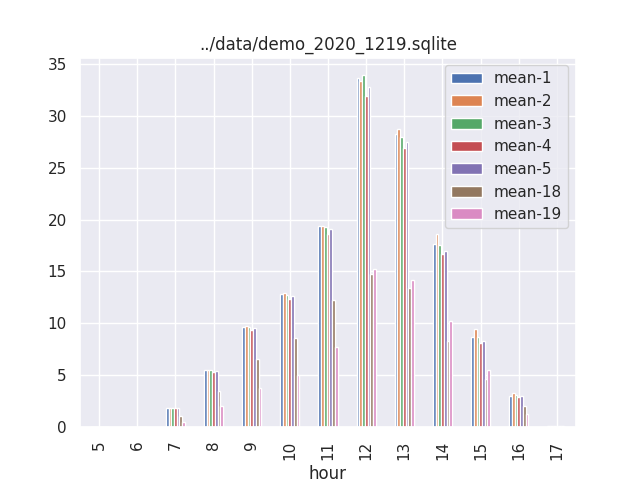 ../data/demo_2020_1219.sqlite
35
30
25
20
15
10
5
0
mean-1
mean-2
mean-3
mean-4
mean-5
mean-18
mean-19
5 6 7 8 9 10 11 12 13 14 15 16 17
hour